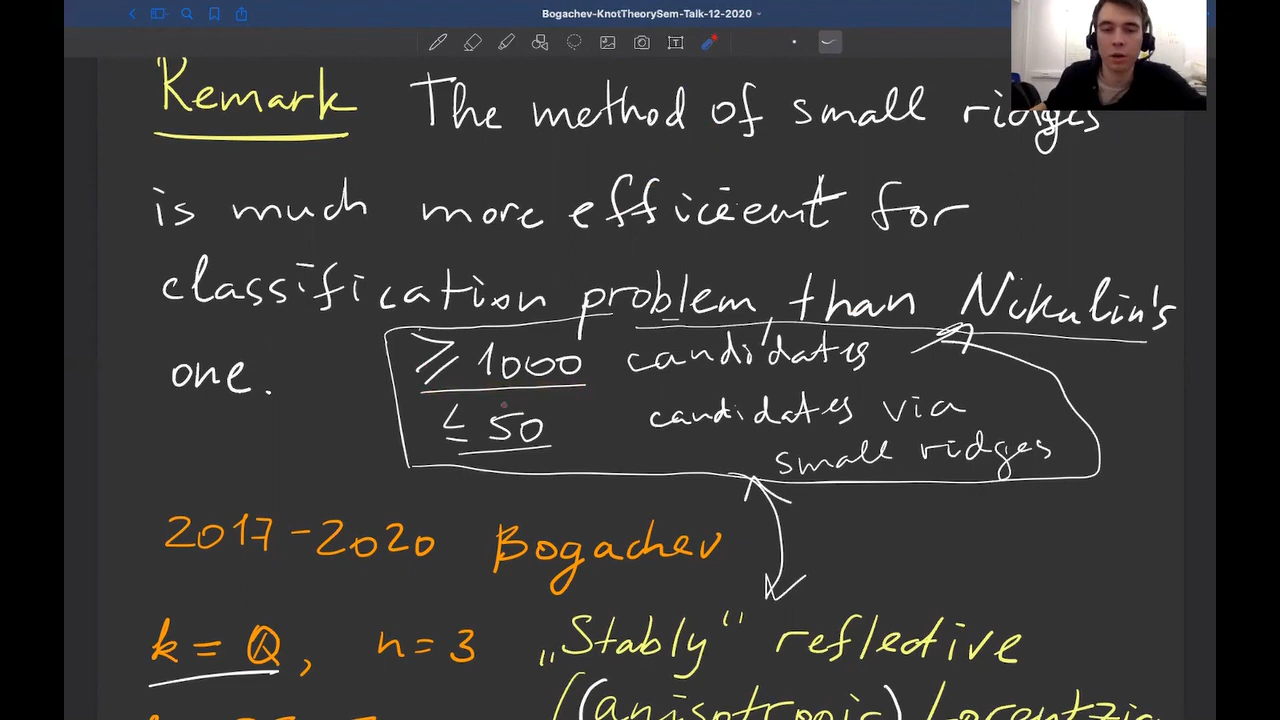 Bogachev-KnotTheorySem-Talk-12-2020
Remark The method of small ridges
is much more efficient for
classification problem than Nikulin's
one.
≥ 1000 candidates
≤ 50 candidates via
small ridges
2017-2020 Bogachev
k = Q, n = 3 „Stably" reflective
(anisotropic) Lorentzia